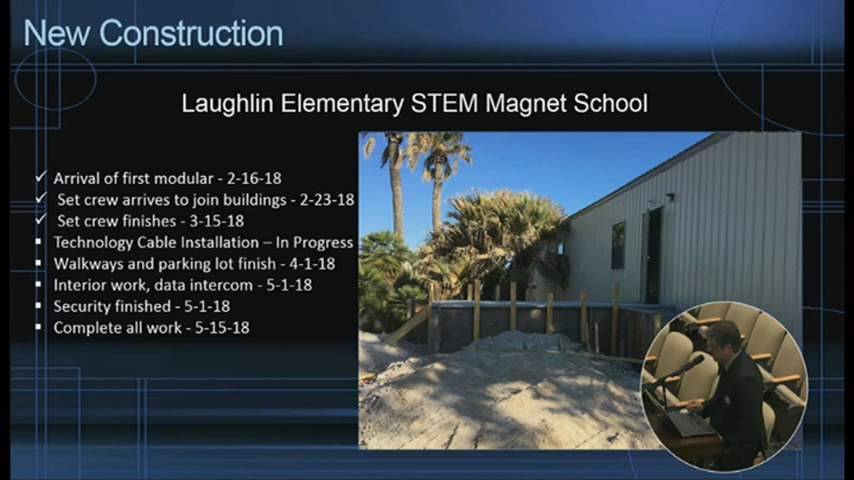 New Construction
Laughlin Elementary STEM Magnet School
✓ Arrival of first modular - 2-16-18
✓ Set crew arrives to join buildings - 2-23-18
✓ Set crew finishes - 3-15-18
▪ Technology Cable Installation – In Progress
▪ Walkways and parking lot finish - 4-1-18
▪ Interior work, data intercom - 5-1-18
▪ Security finished - 5-1-18
▪ Complete all work - 5-15-18